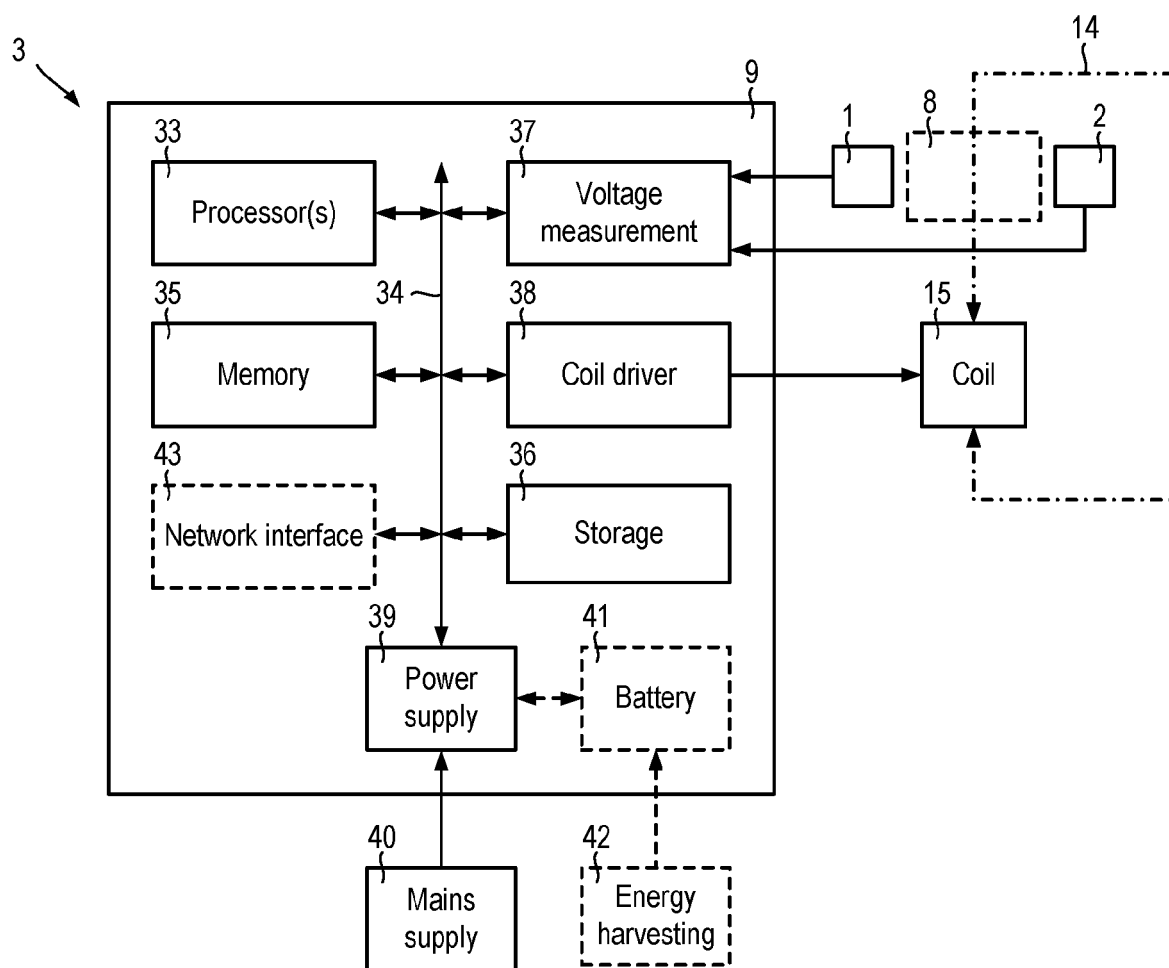 14
3
9
1
8
2
33
37
Processor(s)
Voltage
measurement
34
35
38
15
Memory
Coil driver
Coil
43
36
Network interface
Storage
39
41
Power
supply
Battery
40
42
Mains
supply
Energy
harvesting